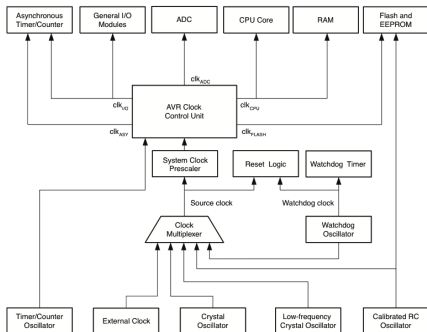 Asynchronous
Timer/Counter
General I/O
Modules
ADC
CPU Core
RAM
Flash and
EEPROM
clkADC
clkI/O
AVR Clock
Control Unit
clkCPU
clkASY
clkFLASH
System Clock
Prescaler
Reset Logic
Watchdog Timer
Source clock
Watchdog clock
Clock
Multiplexer
Watchdog
Oscillator
Timer/Counter
Oscillator
External Clock
Crystal
Oscillator
Low-frequency
Crystal Oscillator
Calibrated RC
Oscillator